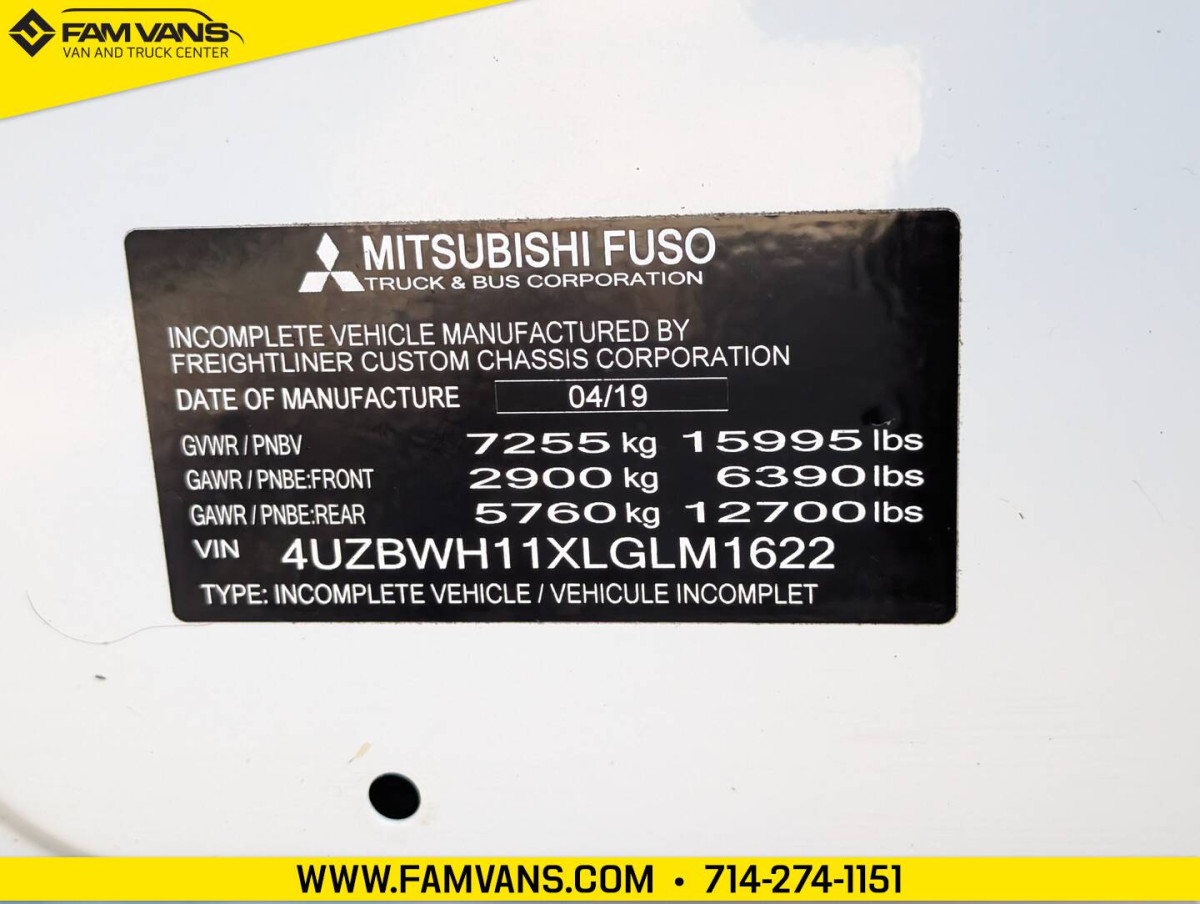 FAM VANS
VAN AND TRUCK CENTER
MITSUBISHI FUSO
TRUCK & BUS CORPORATION
INCOMPLETE VEHICLE MANUFACTURED BY
FREIGHTLINER CUSTOM CHASSIS CORPORATION
DATE OF MANUFACTURE 04/19
GVWR / PNBV 7255 kg 15995 lbs
GAWR / PNBE:FRONT 2900 kg 6390 lbs
GAWR / PNBE:REAR 5760 kg 12700 lbs
VIN 4UZBWH11XLGLM1622
TYPE: INCOMPLETE VEHICLE / VEHICULE INCOMPLET
WWW.FAMVANS.COM • 714-274-1151